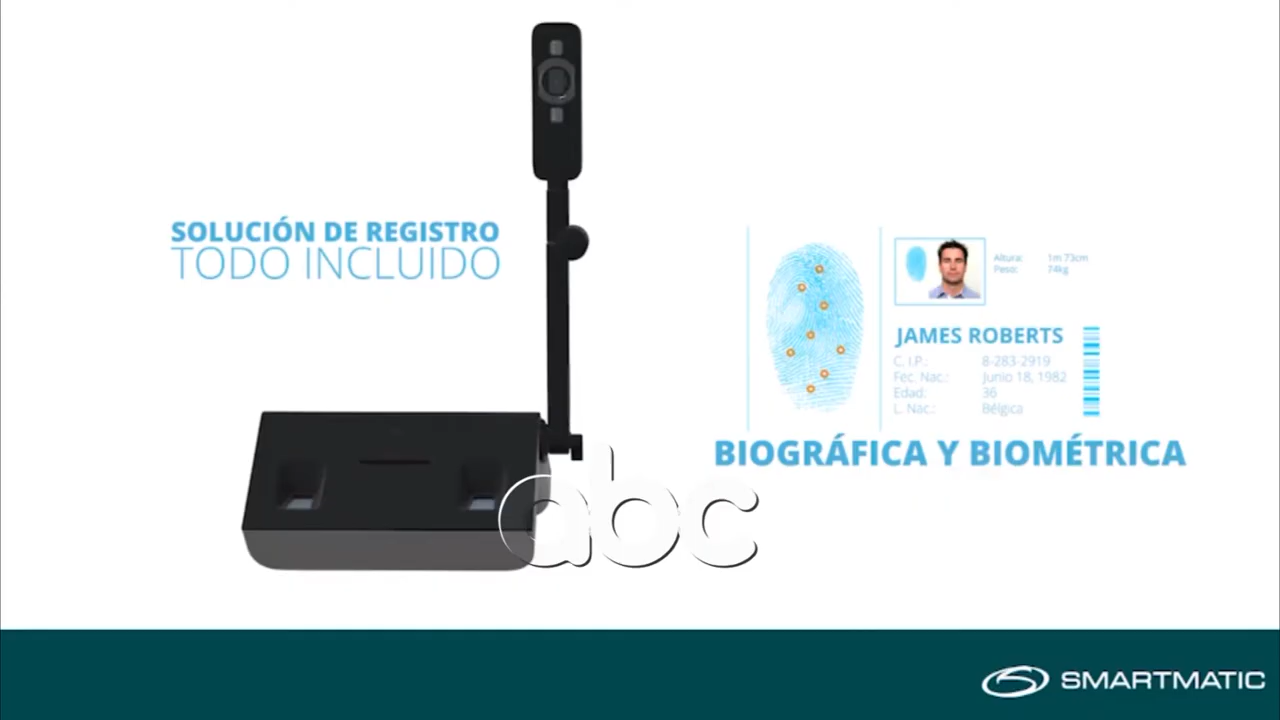 SOLUCIÓN DE REGISTRO
TODO INCLUIDO
Altura: 1m 73cm
Peso: 74kg
JAMES ROBERTS
C. I.P.: 8-283-2919
Fec. Nac.: Junio 18, 1982
Edad: 36
L. Nac.: Bélgica
BIOGRÁFICA Y BIOMÉTRICA
abc
SMARTMATIC